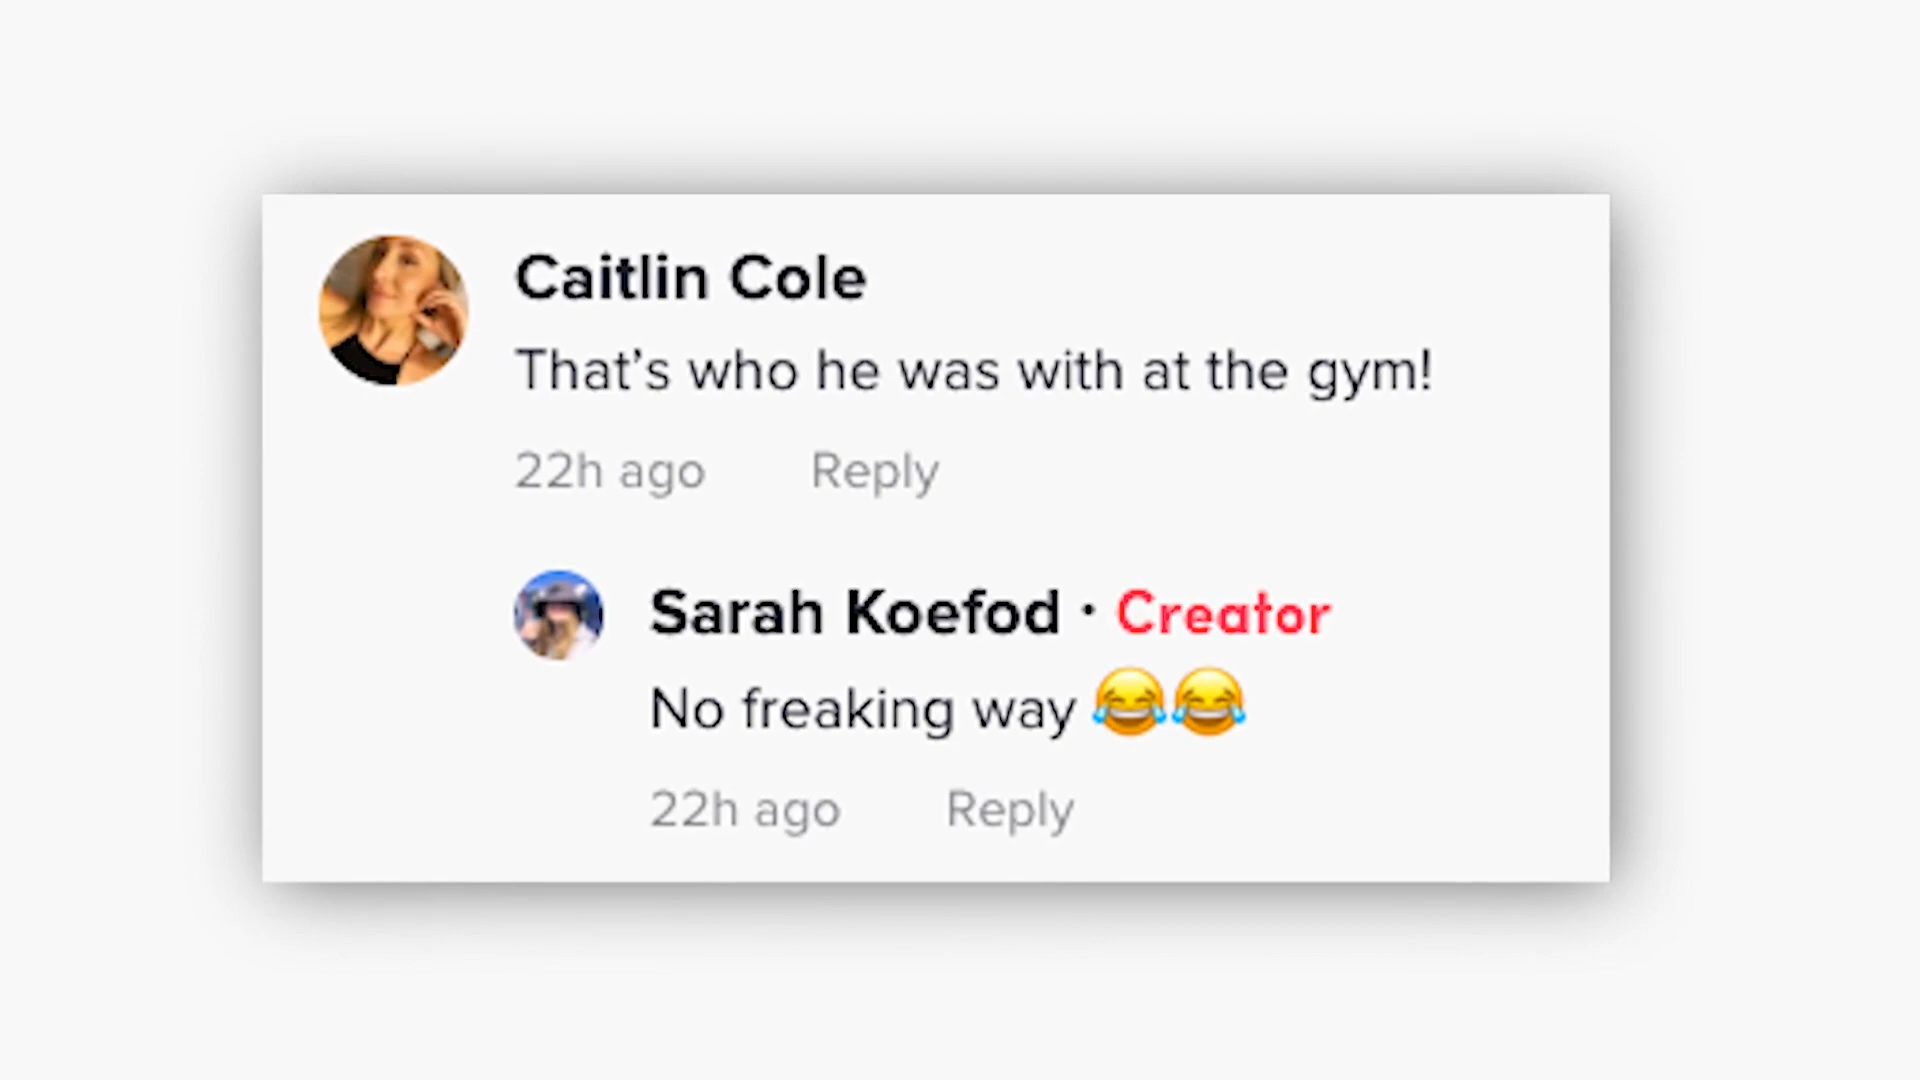 Caitlin Cole
That's who he was with at the gym!
22h ago Reply
Sarah Koefod · Creator
No freaking way 😂😂
22h ago Reply